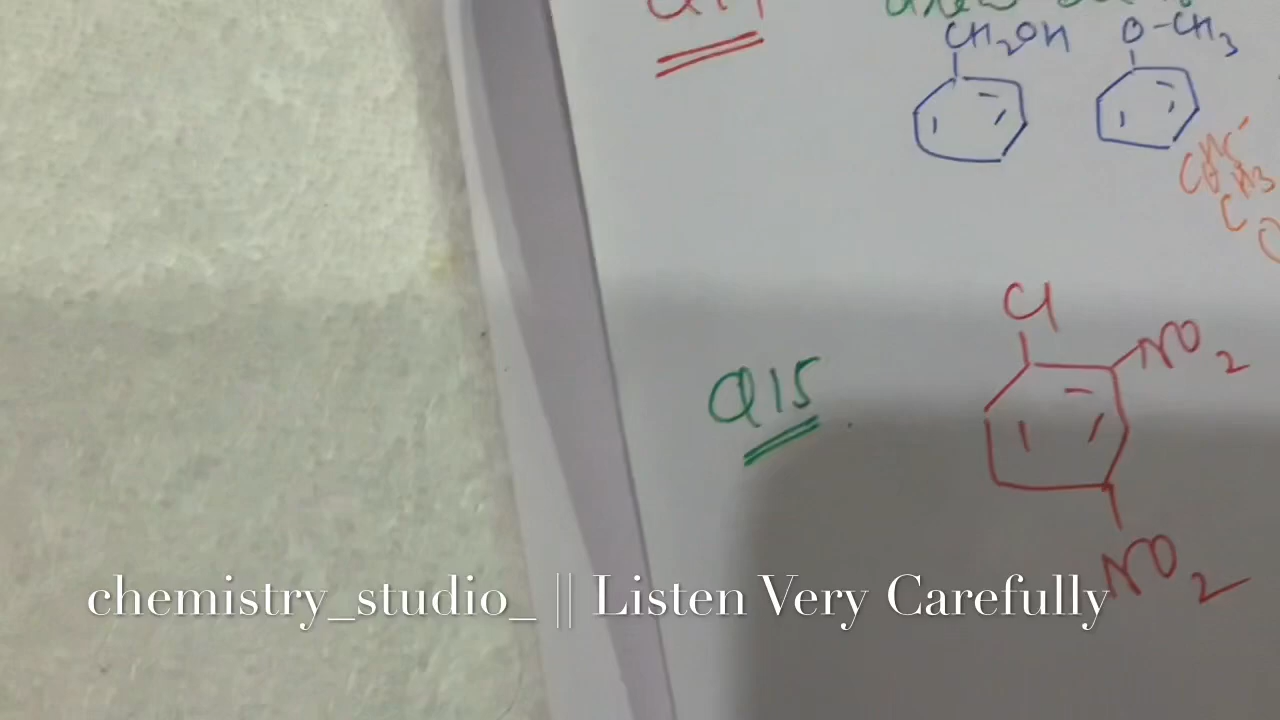 CH2OH O-CH3
Cl
NO2
Q15
NO2
chemistry_studio_ || Listen Very Carefully